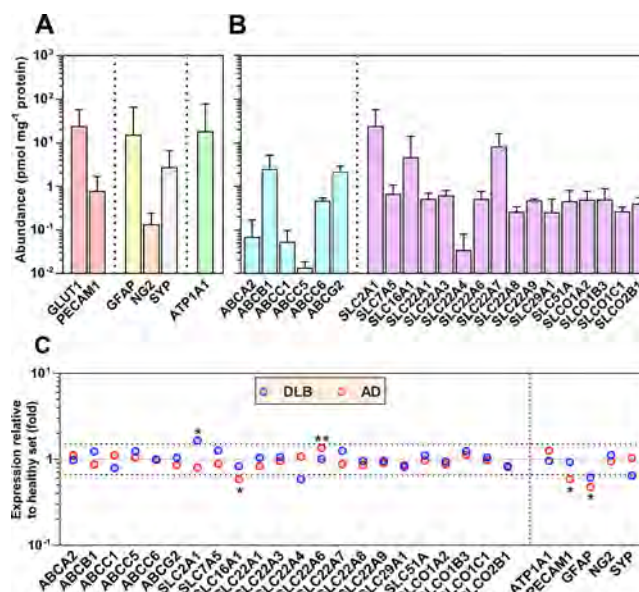 A
B
Abundance (pmol mg⁻¹ protein)
10³
10²
10¹
1
10⁻¹
10⁻²
GLUT1
PECAM1
GFAP
NG2
SYP
ATP1A1
ABCA2
ABCB1
ABCC1
ABCC5
ABCC6
ABCG2
SLC2A1
SLC7A5
SLC16A1
SLC22A1
SLC22A3
SLC22A4
SLC22A6
SLC22A7
SLC22A8
SLC22A9
SLC29A1
SLC51A
SLCO1A2
SLCO1B3
SLCO1C1
SLCO2B1
C
Expression relative
to healthy set (fold)
10¹
1
10⁻¹
DLB
AD
*
**
*
*
*
ABCA2
ABCB1
ABCC1
ABCC5
ABCC6
ABCG2
SLC2A1
SLC7A5
SLC16A1
SLC22A1
SLC22A3
SLC22A4
SLC22A6
SLC22A7
SLC22A8
SLC22A9
SLC29A1
SLC51A
SLCO1A2
SLCO1B3
SLCO1C1
SLCO2B1
ATP1A1
PECAM1
GFAP
NG2
SYP